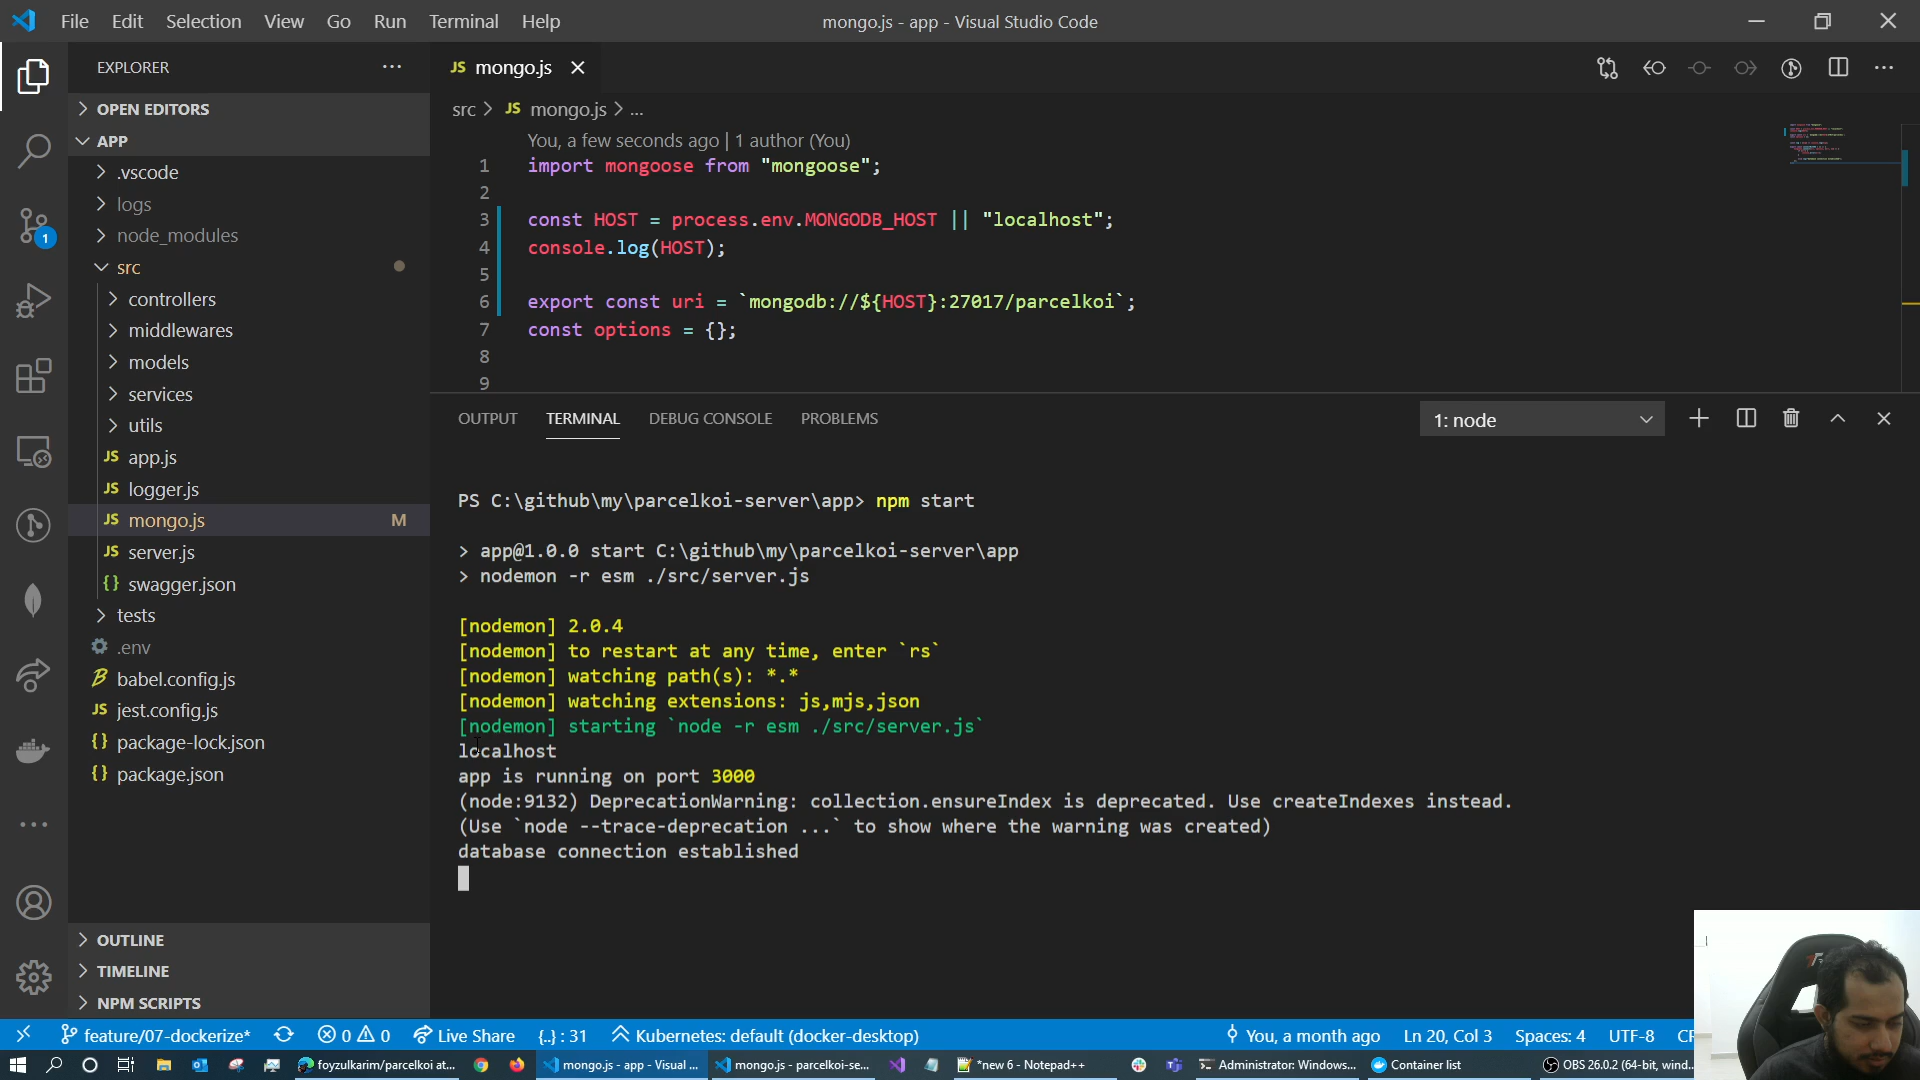 File Edit Selection View Go Run Terminal Help
mongo.js - app - Visual Studio Code
EXPLORER
OPEN EDITORS
APP
.vscode
logs
node_modules
src
controllers
middlewares
models
services
utils
JS app.js
JS logger.js
JS mongo.js M
JS server.js
{} swagger.json
tests
.env
babel.config.js
JS jest.config.js
{} package-lock.json
{} package.json
OUTLINE
TIMELINE
NPM SCRIPTS
1
JS mongo.js
src > JS mongo.js > ...
You, a few seconds ago | 1 author (You)
1 import mongoose from "mongoose";
2
3 const HOST = process.env.MONGODB_HOST || "localhost";
4 console.log(HOST);
5
6 export const uri = `mongodb://${HOST}:27017/parcelkoi`;
7 const options = {};
8
9
OUTPUT TERMINAL DEBUG CONSOLE PROBLEMS
1: node
PS C:\github\my\parcelkoi-server\app> npm start
> app@1.0.0 start C:\github\my\parcelkoi-server\app
> nodemon -r esm ./src/server.js
[nodemon] 2.0.4
[nodemon] to restart at any time, enter `rs`
[nodemon] watching path(s): *.*
[nodemon] watching extensions: js,mjs,json
[nodemon] starting `node -r esm ./src/server.js`
localhost
app is running on port 3000
(node:9132) DeprecationWarning: collection.ensureIndex is deprecated. Use createIndexes instead.
(Use `node --trace-deprecation ...` to show where the warning was created)
database connection established
feature/07-dockerize* 0 0 Live Share {..} : 31 Kubernetes: default (docker-desktop)
You, a month ago Ln 20, Col 3 Spaces: 4 UTF-8
foyzulkarim/parcelkoi at... mongo.js - app - Visual ... mongo.js - parcelkoi-se... *new 6 - Notepad++ Administrator: Windows... Container list OBS 26.0.2 (64-bit, wind...